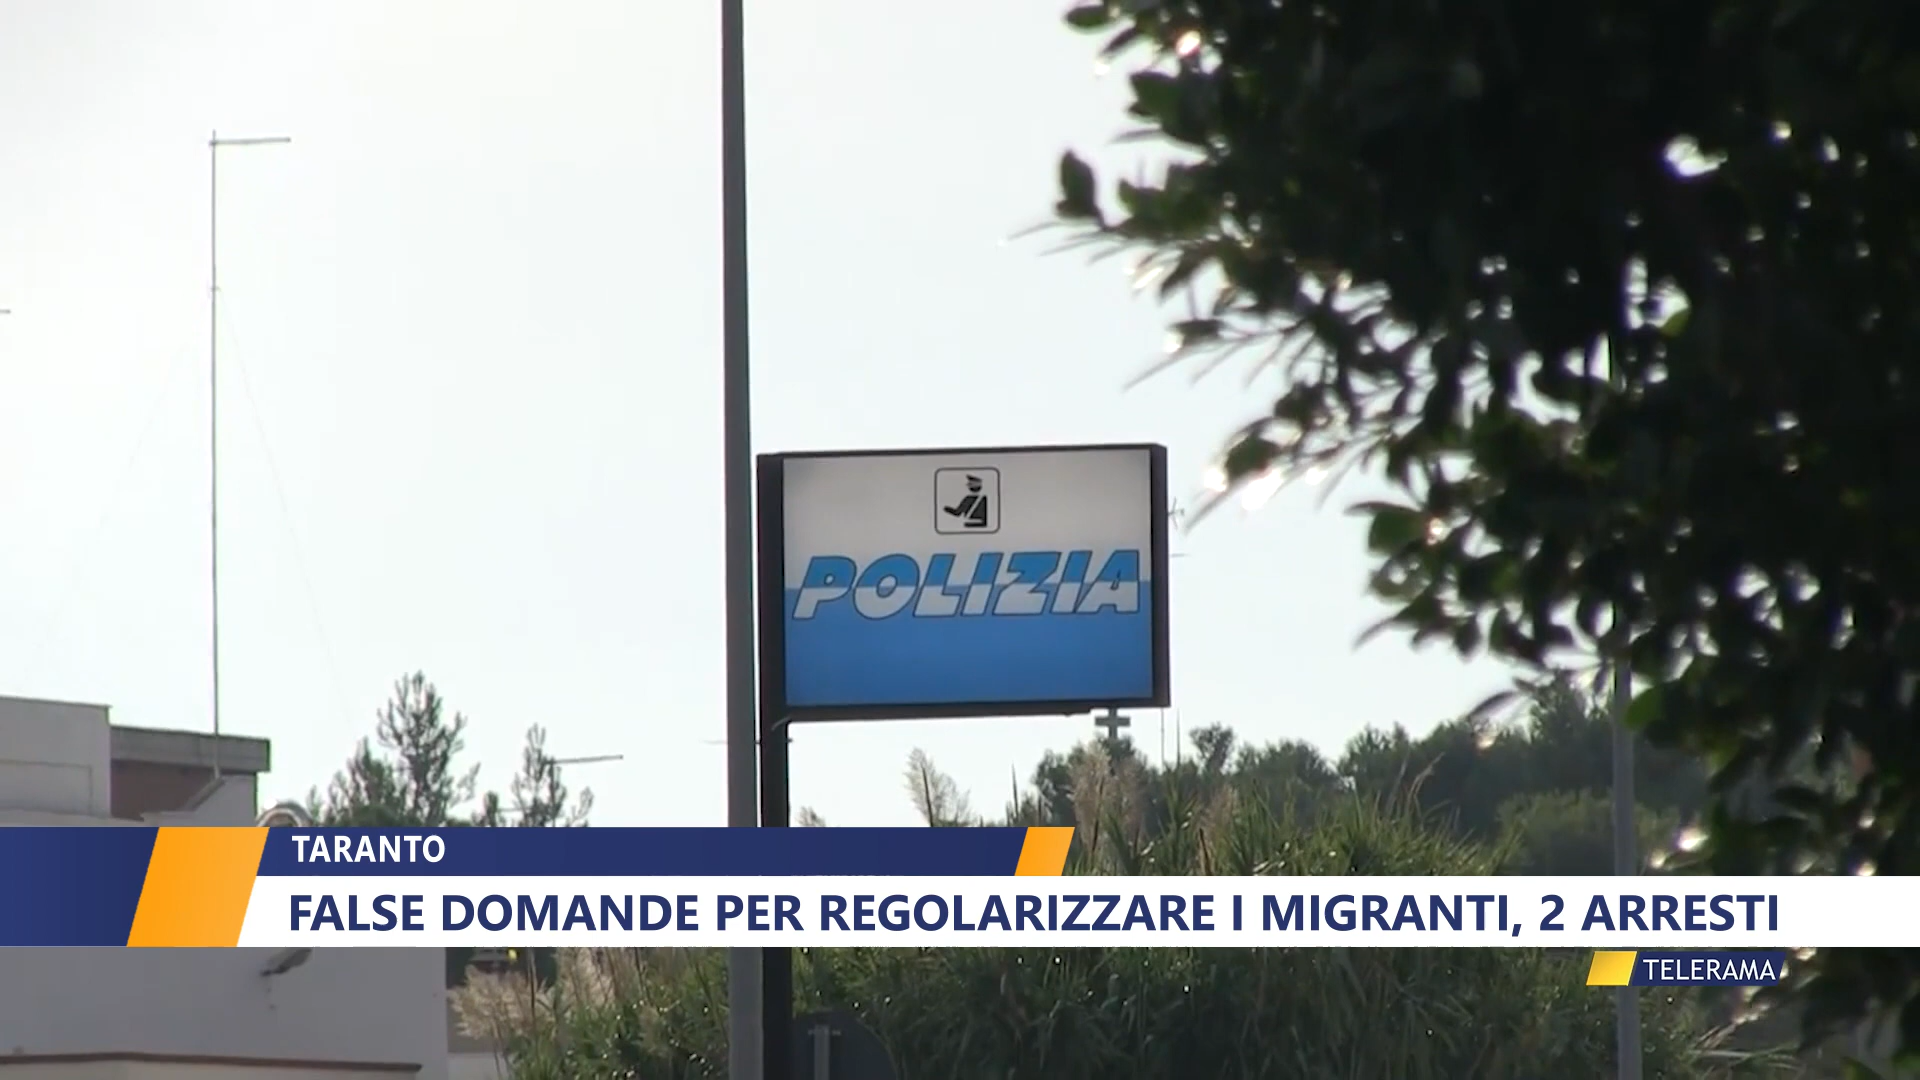 POLIZIA
TARANTO
FALSE DOMANDE PER REGOLARIZZARE I MIGRANTI, 2 ARRESTI
TELERAMA